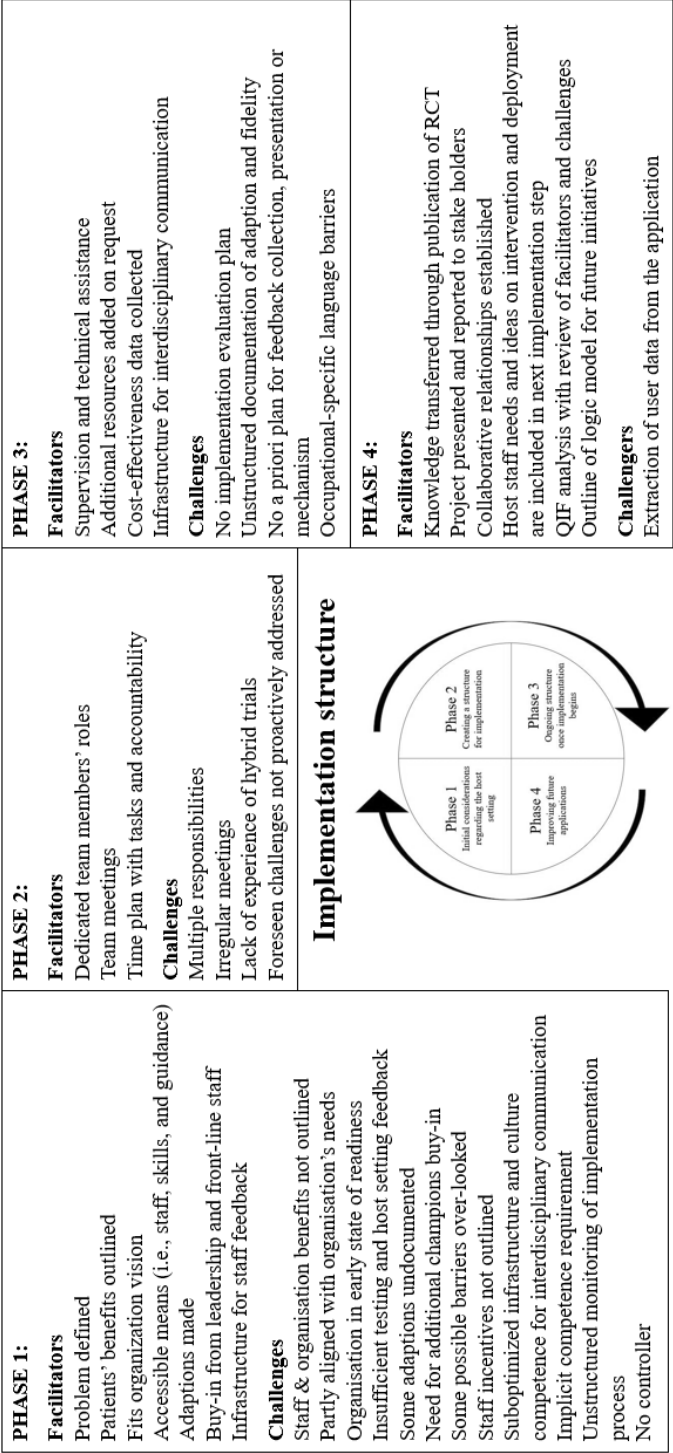 PHASE 1:
Facilitators
Problem defined
Patients’ benefits outlined
Fits organization vision
Accessible means (i.e., staff, skills, and guidance)
Adaptions made
Buy-in from leadership and front-line staff
Infrastructure for staff feedback
Challenges
Staff & organisation benefits not outlined
Partly aligned with organisation’s needs
Organisation in early state of readiness
Insufficient testing and host setting feedback
Some adaptions undocumented
Need for additional champions buy-in
Some possible barriers over-looked
Staff incentives not outlined
Suboptimized infrastructure and culture
competence for interdisciplinary communication
Implicit competence requirement
Unstructured monitoring of implementation
process
No controller
PHASE 2:
Facilitators
Dedicated team members’ roles
Team meetings
Time plan with tasks and accountability
Challenges
Multiple responsibilities
Irregular meetings
Lack of experience of hybrid trials
Foreseen challenges not proactively addressed
Implementation structure
Phase 1
Initial considerations
regarding the host
setting
Phase 2
Creating a structure
for implementation
Phase 4
Improving future
applications
Phase 3
Ongoing structure
once implementation
begins
PHASE 3:
Facilitators
Supervision and technical assistance
Additional resources added on request
Cost-effectiveness data collected
Infrastructure for interdisciplinary communication
Challenges
No implementation evaluation plan
Unstructured documentation of adaption and fidelity
No a priori plan for feedback collection, presentation or
mechanism
Occupational-specific language barriers
PHASE 4:
Facilitators
Knowledge transferred through publication of RCT
Project presented and reported to stake holders
Collaborative relationships established
Host staff needs and ideas on intervention and deployment
are included in next implementation step
QIF analysis with review of facilitators and challenges
Outline of logic model for future initiatives
Challengers
Extraction of user data from the application